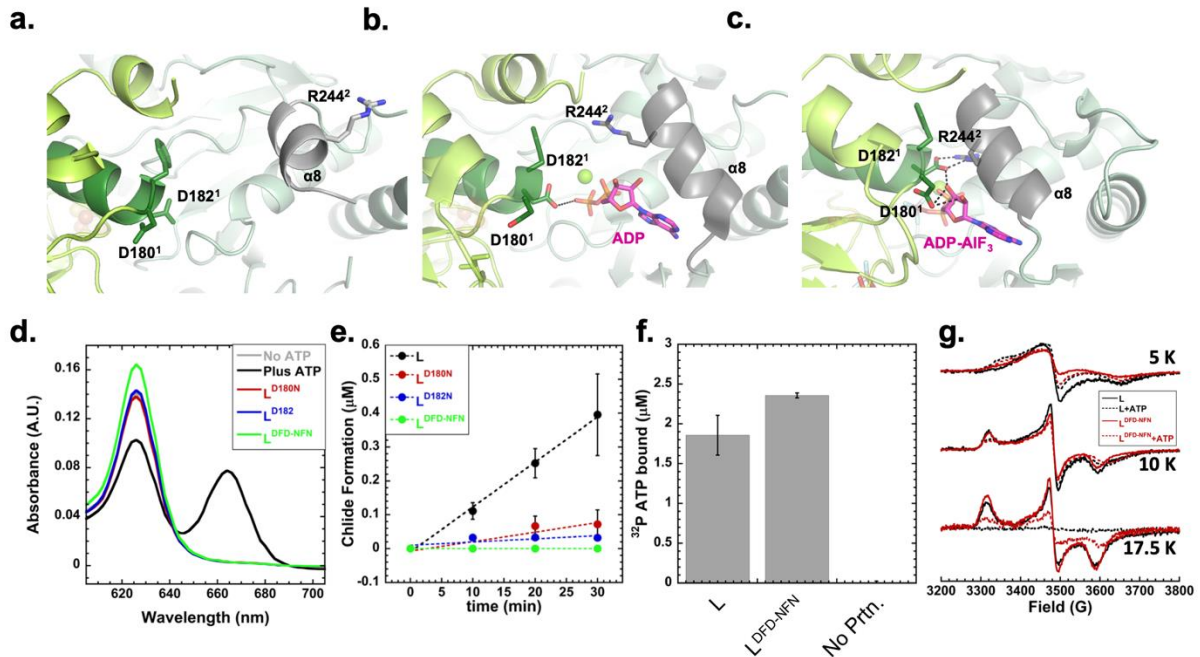 a.
b.
c.
R244²
D182¹
D180¹
α8
R244²
D182¹
D180¹
ADP
α8
R244²
D182¹
D180¹
ADP-AlF₃
α8
d.
e.
f.
g.
Absorbance (A.U.)
0.16
0.12
0.08
0.04
0
620 640 660 680 700
Wavelength (nm)
No ATP
Plus ATP
L^D180N
L^D182
L^DFD-NFN
Chlide Formation (µM)
0.6
0.5
0.4
0.3
0.2
0.1
0
-0.1
0 5 10 15 20 25 30
time (min)
L
L^D180N
L^D182N
L^DFD-NFN
³²P ATP bound (µM)
3
2.5
2
1.5
1
0.5
0
L
L^DFD-NFN
No Prtn.
5 K
L
L+ATP
L^DFD-NFN
L^DFD-NFN+ATP
10 K
17.5 K
3200 3300 3400 3500 3600 3700 3800
Field (G)